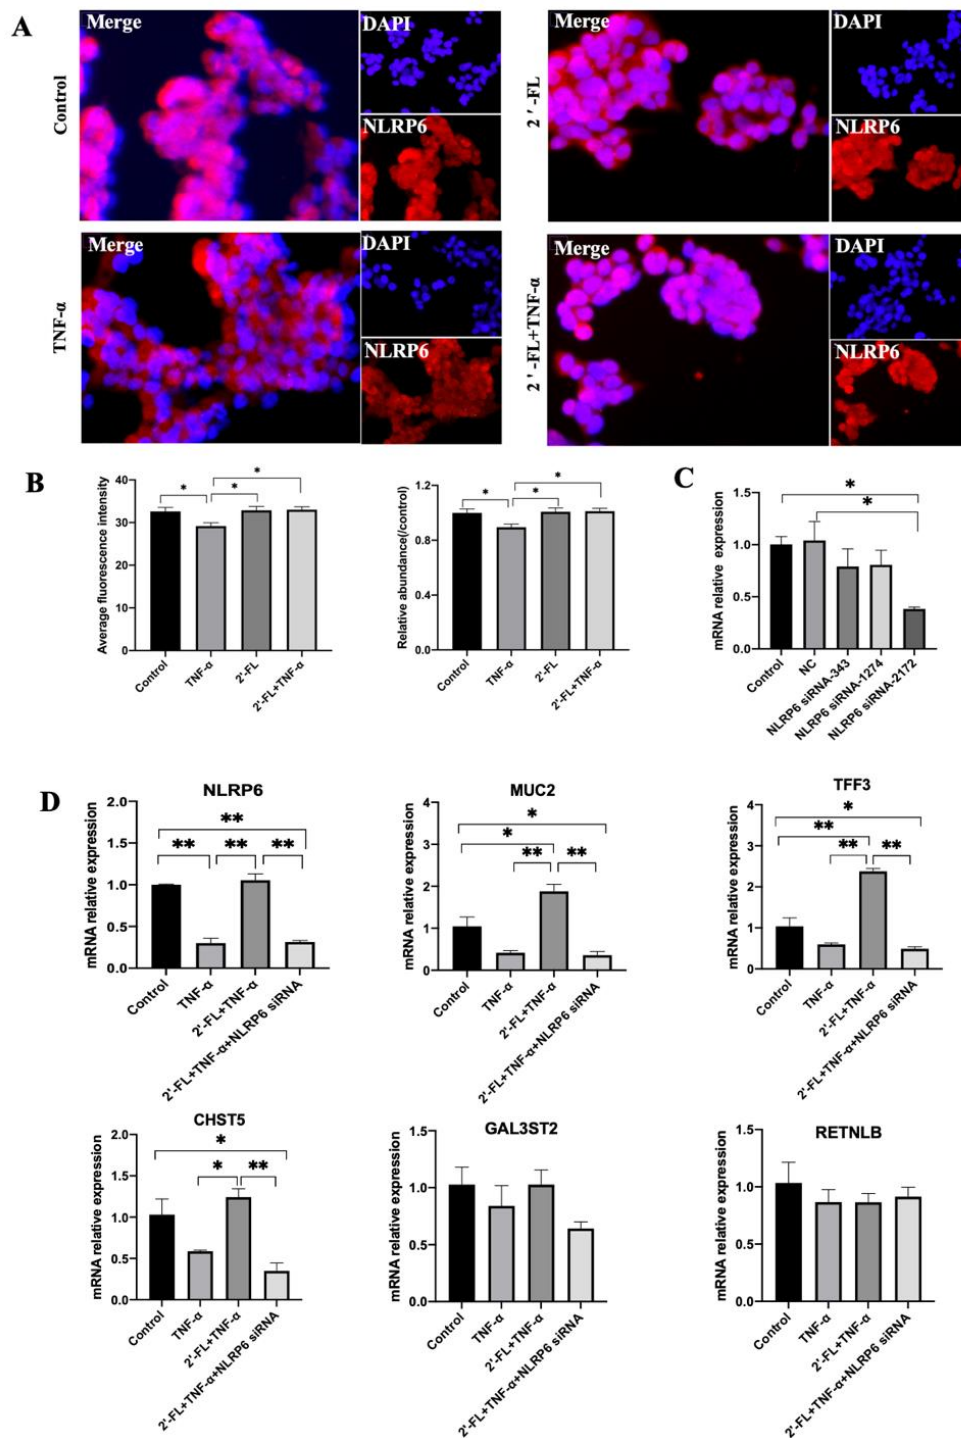 A
Control
Merge
DAPI
NLRP6
2'-FL
Merge
DAPI
NLRP6
TNF-α
Merge
DAPI
NLRP6
2'-FL+TNF-α
Merge
DAPI
NLRP6
B
Average fluorescence intensity
40
30
20
10
0
*
*
*
Control
TNF-α
2'-FL
2'-FL+TNF-α
Relative abundance(/control)
1.2
0.8
0.4
0.0
*
*
*
Control
TNF-α
2'-FL
2'-FL+TNF-α
C
mRNA relative expression
1.5
1.0
0.5
0.0
*
*
Control
NC
NLRP6 siRNA-343
NLRP6 siRNA-1274
NLRP6 siRNA-2172
D
NLRP6
mRNA relative expression
2.0
1.5
1.0
0.5
0.0
**
** ** **
Control
TNF-α
2'-FL+TNF-α
2'-FL+TNF-α+NLRP6 siRNA
MUC2
mRNA relative expression
4
3
2
1
0
*
*
** **
Control
TNF-α
2'-FL+TNF-α
2'-FL+TNF-α+NLRP6 siRNA
TFF3
mRNA relative expression
4
3
2
1
0
*
**
** **
Control
TNF-α
2'-FL+TNF-α
2'-FL+TNF-α+NLRP6 siRNA
CHST5
mRNA relative expression
2.0
1.5
1.0
0.5
0.0
*
* **
Control
TNF-α
2'-FL+TNF-α
2'-FL+TNF-α+NLRP6 siRNA
GAL3ST2
mRNA relative expression
1.5
1.0
0.5
0.0
Control
TNF-α
2'-FL+TNF-α
2'-FL+TNF-α+NLRP6 siRNA
RETNLB
mRNA relative expression
1.5
1.0
0.5
0.0
Control
TNF-α
2'-FL+TNF-α
2'-FL+TNF-α+NLRP6 siRNA